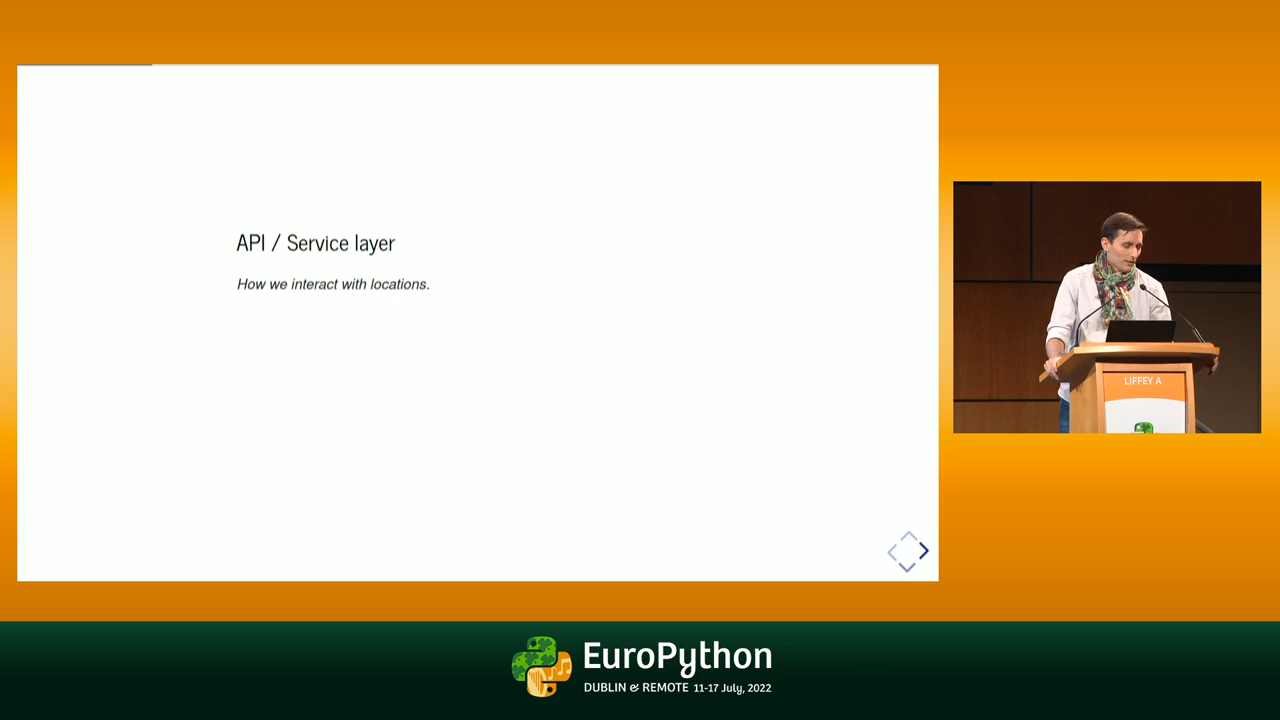 API / Service layer
How we interact with locations.
LIFFEY A
EuroPython
DUBLIN & REMOTE 11-17 July, 2022